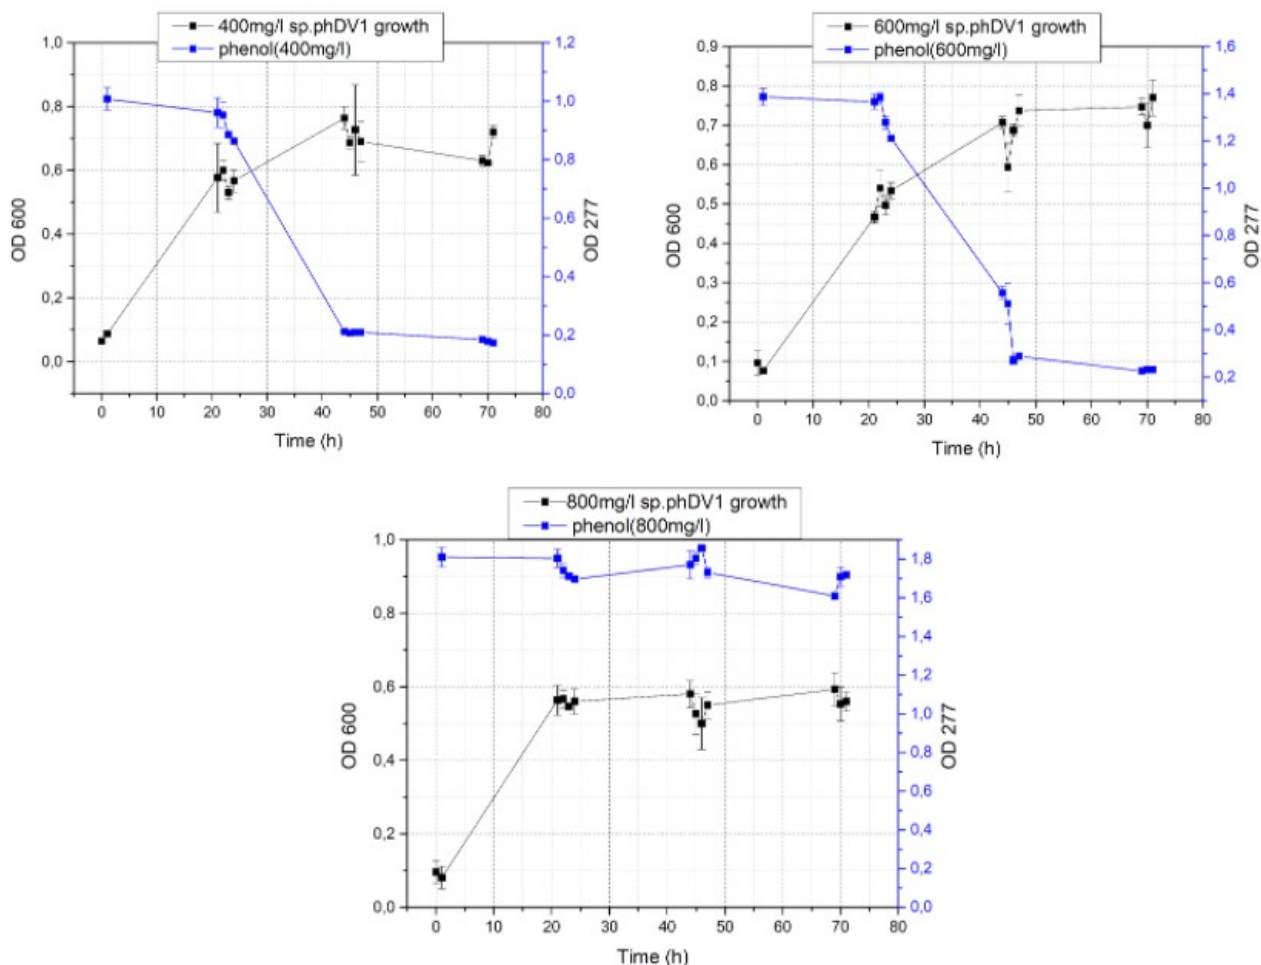 400mg/l sp.phDV1 growth
phenol(400mg/l)
1,0
0,8
0,6
0,4
0,2
0,0
OD 600
1,2
1,0
0,8
0,6
0,4
0,2
0,0
OD 277
0 10 20 30 40 50 60 70 80
Time (h)
600mg/l sp.phDV1 growth
phenol(600mg/l)
0,9
0,8
0,7
0,6
0,5
0,4
0,3
0,2
0,1
0,0
OD 600
1,6
1,4
1,2
1,0
0,8
0,6
0,4
0,2
OD 277
0 10 20 30 40 50 60 70 80
Time (h)
800mg/l sp.phDV1 growth
phenol(800mg/l)
1,0
0,8
0,6
0,4
0,2
0,0
OD 600
1,8
1,6
1,4
1,2
1,0
0,8
0,6
0,4
0,2
0,0
OD 277
0 10 20 30 40 50 60 70 80
Time (h)